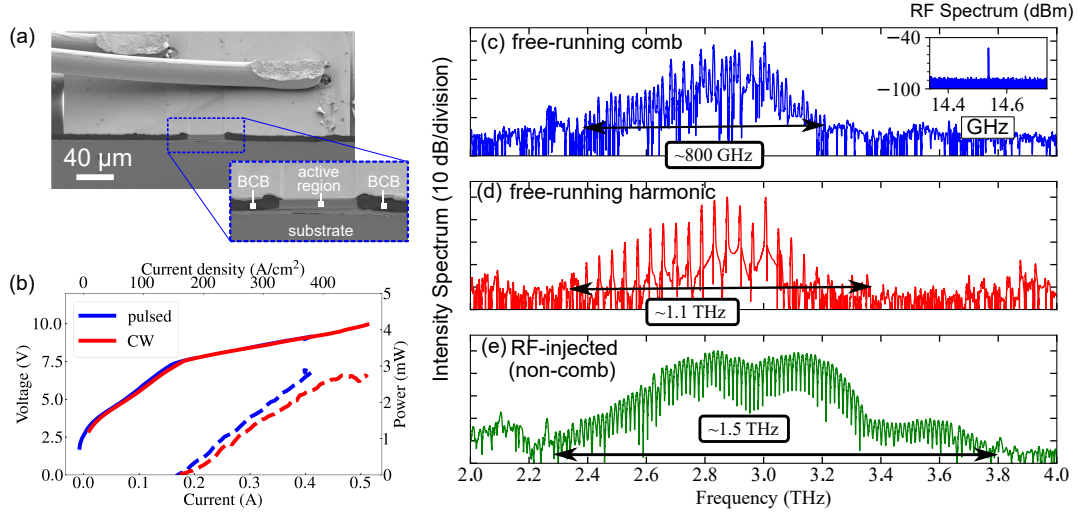 (a)
40 μm
BCB
active
region
BCB
substrate
(b)
Current density (A/cm²)
0 100 200 300 400
pulsed
CW
Voltage (V)
10.0
7.5
5.0
2.5
0.0
5
4
3
2
1
0
Power (mW)
0.0 0.1 0.2 0.3 0.4 0.5
Current (A)
Intensity Spectrum (10 dB/division)
(c) free-running comb
RF Spectrum (dBm)
−40
−100
14.4 14.6
GHz
~800 GHz
(d) free-running harmonic
~1.1 THz
(e) RF-injected
(non-comb)
~1.5 THz
2.0 2.2 2.4 2.6 2.8 3.0 3.2 3.4 3.6 3.8 4.0
Frequency (THz)